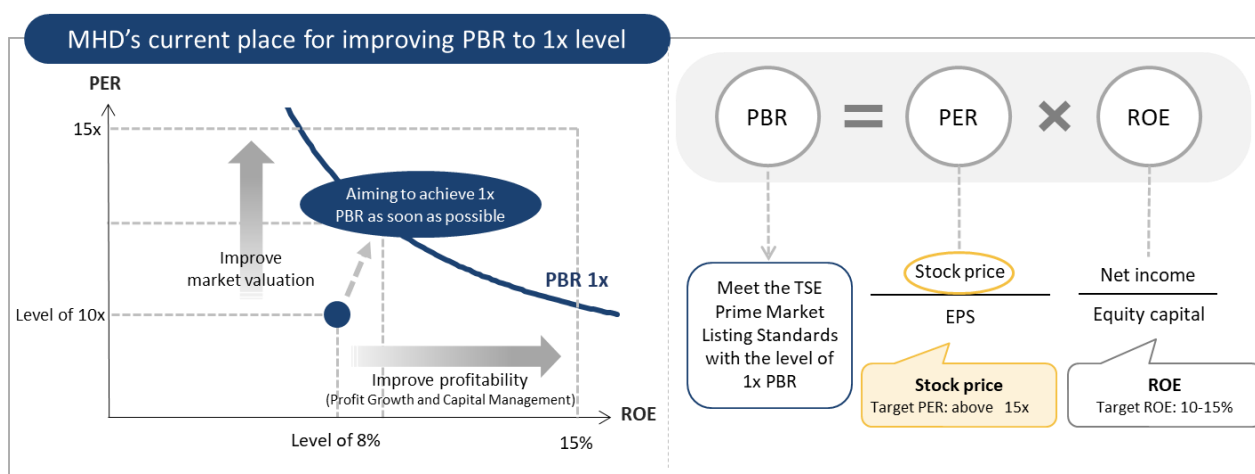 MHD's current place for improving PBR to 1x level
PER
15x
Aiming to achieve 1x
PBR as soon as possible
Improve
market valuation
PBR 1x
Level of 10x
Improve profitability
(Profit Growth and Capital Management)
ROE
Level of 8%
15%
PBR
=
PER
×
ROE
Meet the TSE
Prime Market
Listing Standards
with the level of
1x PBR
Stock price
EPS
Stock price
Target PER: above 15x
Net income
Equity capital
ROE
Target ROE: 10-15%